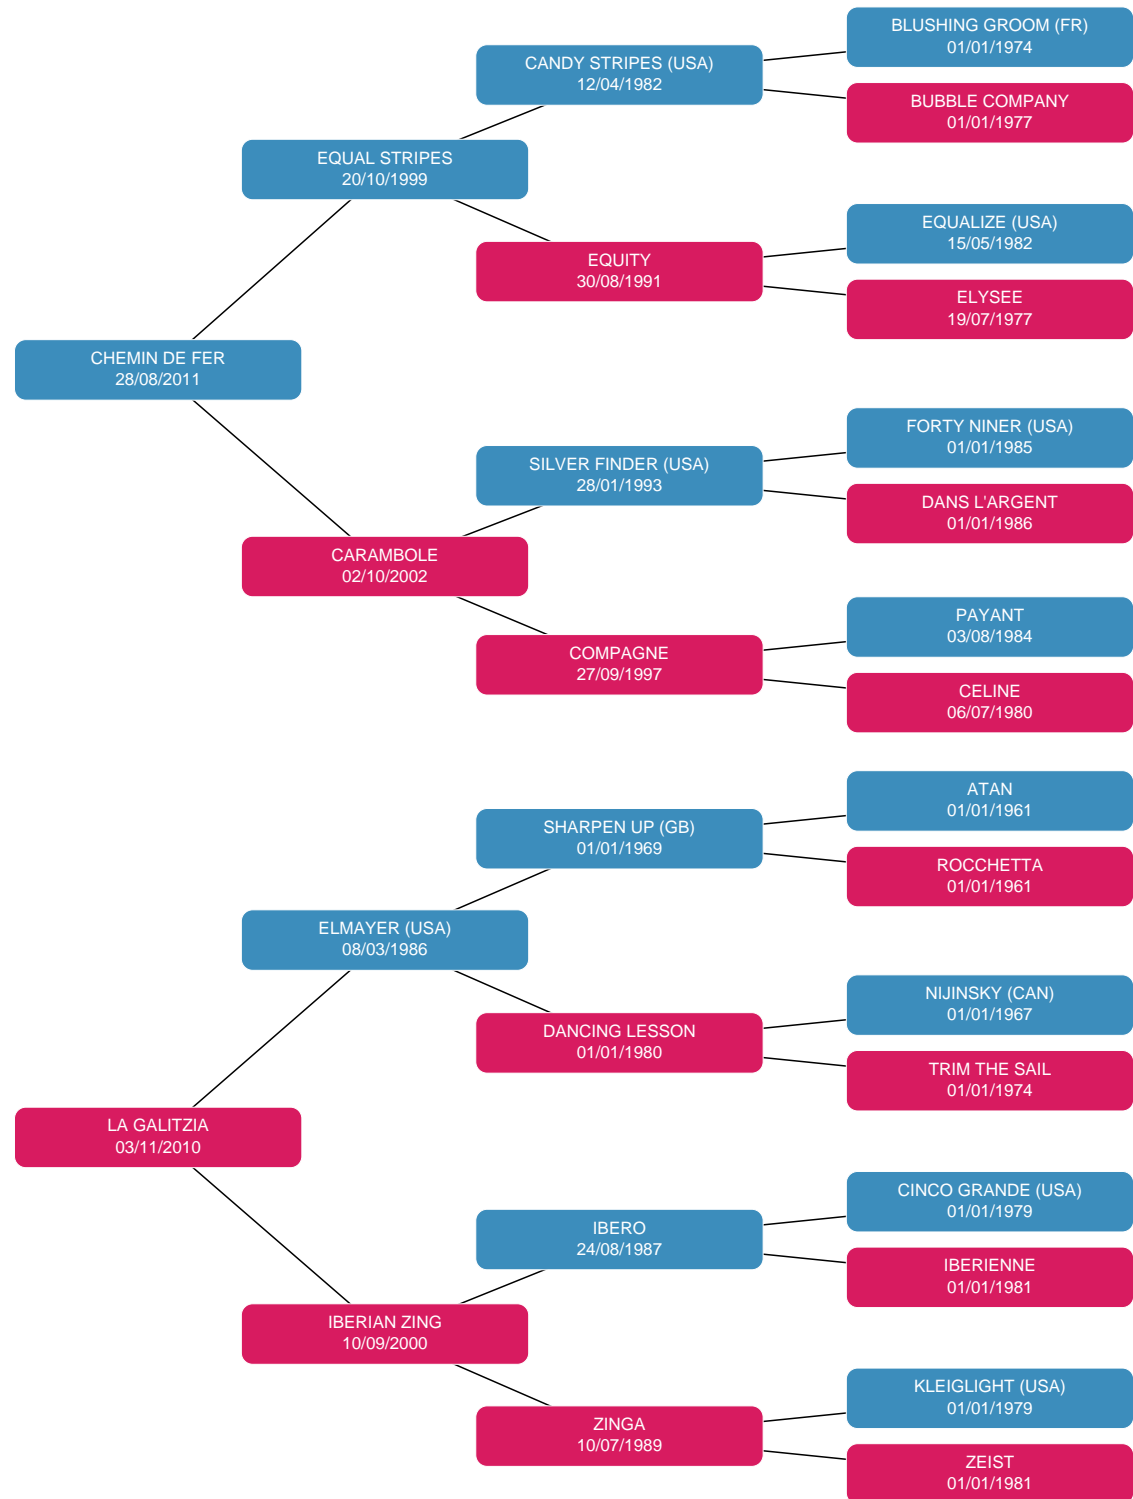 BLUSHING GROOM (FR)
01/01/1974
CANDY STRIPES (USA)
12/04/1982
BUBBLE COMPANY
01/01/1977
EQUAL STRIPES
20/10/1999
EQUALIZE (USA)
15/05/1982
EQUITY
30/08/1991
ELYSEE
19/07/1977
CHEMIN DE FER
28/08/2011
FORTY NINER (USA)
01/01/1985
SILVER FINDER (USA)
28/01/1993
DANS L'ARGENT
01/01/1986
CARAMBOLE
02/10/2002
PAYANT
03/08/1984
COMPAGNE
27/09/1997
CELINE
06/07/1980
ATAN
01/01/1961
SHARPEN UP (GB)
01/01/1969
ROCCHETTA
01/01/1961
ELMAYER (USA)
08/03/1986
NIJINSKY (CAN)
01/01/1967
DANCING LESSON
01/01/1980
TRIM THE SAIL
01/01/1974
LA GALITZIA
03/11/2010
CINCO GRANDE (USA)
01/01/1979
IBERO
24/08/1987
IBERIENNE
01/01/1981
IBERIAN ZING
10/09/2000
KLEIGLIGHT (USA)
01/01/1979
ZINGA
10/07/1989
ZEIST
01/01/1981